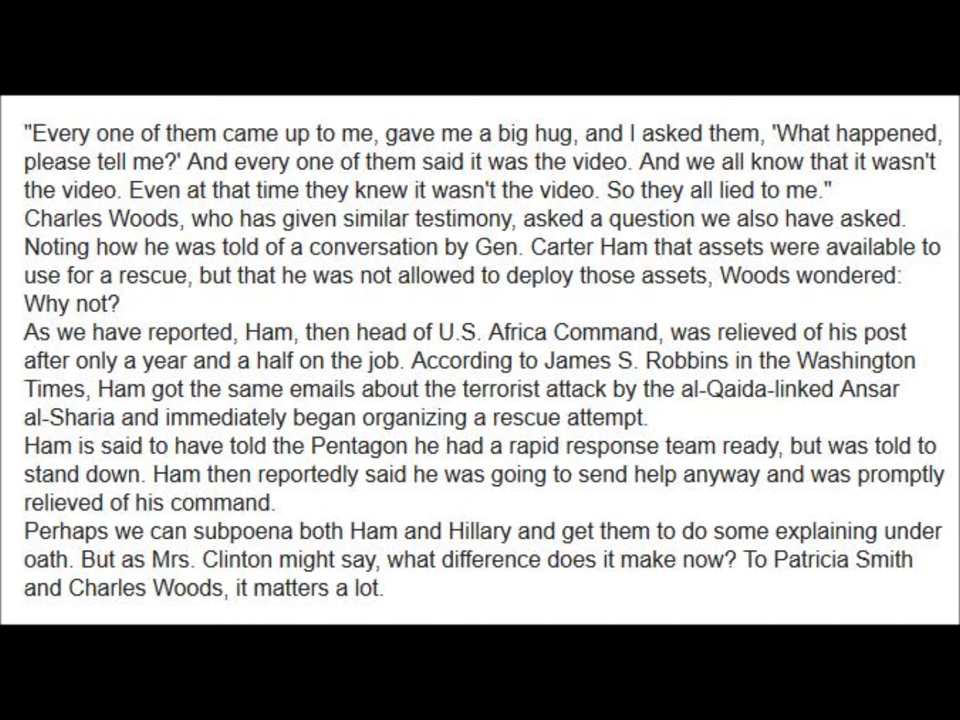 "Every one of them came up to me, gave me a big hug, and I asked them, 'What happened,
please tell me?' And every one of them said it was the video. And we all know that it wasn't
the video. Even at that time they knew it wasn't the video. So they all lied to me."
Charles Woods, who has given similar testimony, asked a question we also have asked.
Noting how he was told of a conversation by Gen. Carter Ham that assets were available to
use for a rescue, but that he was not allowed to deploy those assets, Woods wondered:
Why not?
As we have reported, Ham, then head of U.S. Africa Command, was relieved of his post
after only a year and a half on the job. According to James S. Robbins in the Washington
Times, Ham got the same emails about the terrorist attack by the al-Qaida-linked Ansar
al-Sharia and immediately began organizing a rescue attempt.
Ham is said to have told the Pentagon he had a rapid response team ready, but was told to
stand down. Ham then reportedly said he was going to send help anyway and was promptly
relieved of his command.
Perhaps we can subpoena both Ham and Hillary and get them to do some explaining under
oath. But as Mrs. Clinton might say, what difference does it make now? To Patricia Smith
and Charles Woods, it matters a lot.